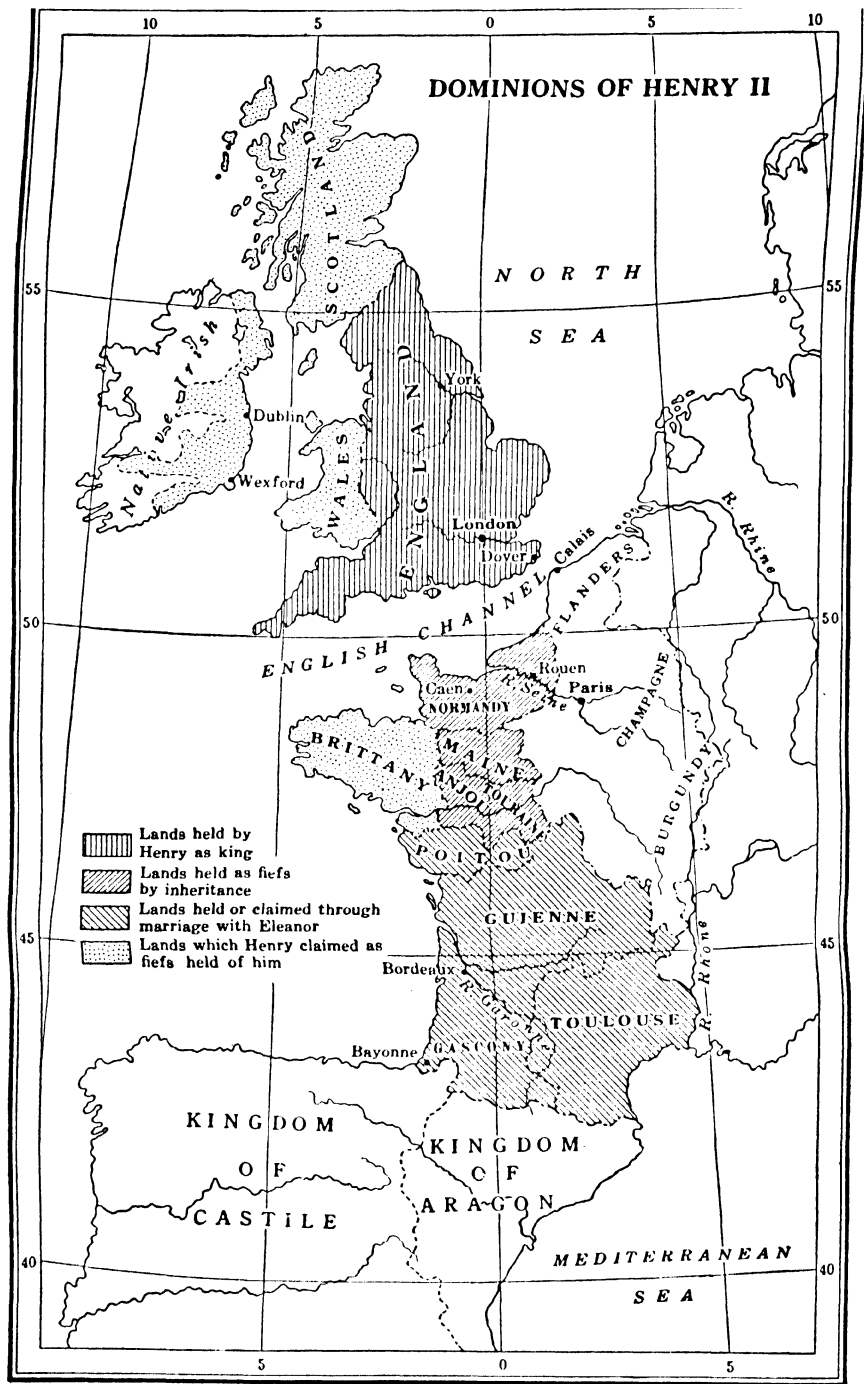 10 5 0 5 10
DOMINIONS OF HENRY II
SCOTLAND
NORTH
SEA
55 55
Native Irish
York
Dublin
ENGLAND
WALES
Wexford
London
Dover
Calais
R. Rhine
FLANDERS
50 50
ENGLISH CHANNEL
Rouen
R. Seine
Paris
Caen
NORMANDY
CHAMPAGNE
BRITTANY
MAINE
ANJOU
TOURAINE
BURGUNDY
POITOU
Lands held by
Henry as king
Lands held as fiefs
by inheritance
Lands held or claimed through
marriage with Eleanor
Lands which Henry claimed as
fiefs held of him
GUIENNE
45 45
Bordeaux
R. Garonne
R. Rhone
TOULOUSE
Bayonne
GASCONY
KINGDOM
OF
CASTILE
KINGDOM
OF
ARAGON
MEDITERRANEAN
SEA
40 40
5 0 5